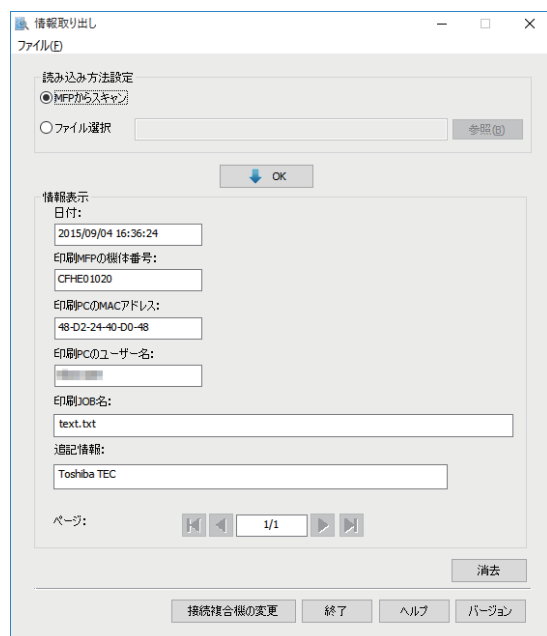 情報取り出し
ファイル(F)
読み込み方法設定
MFPからスキャン
ファイル選択
参照(B)
OK
情報表示
日付:
2015/09/04 16:36:24
印刷MFPの機体番号:
CFHE01020
印刷PCのMACアドレス:
48-D2-24-40-D0-48
印刷PCのユーザー名:
印刷JOB名:
text.txt
追記情報:
Toshiba TEC
ページ:
1/1
消去
接続複合機の変更 終了 ヘルプ バージョン